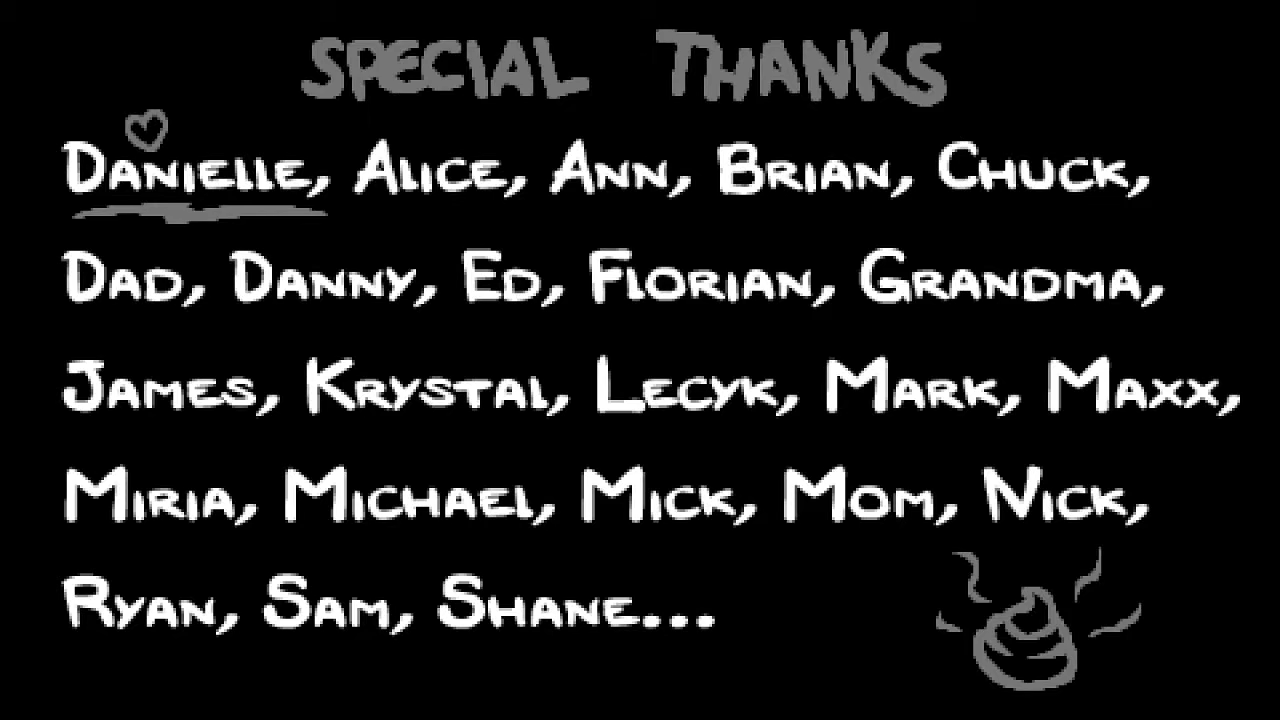 SPECIAL THANKS
Danielle, Alice, Ann, Brian, Chuck,
Dad, Danny, Ed, Florian, Grandma,
James, Krystal, Lecyk, Mark, Maxx,
Miria, Michael, Mick, Mom, Nick,
Ryan, Sam, Shane...